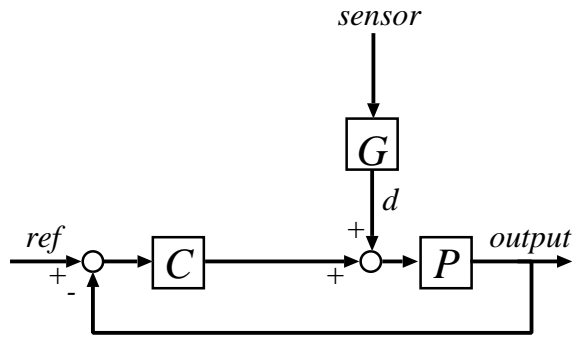 sensor
G
d
+
ref
output
C
P
+
-
+